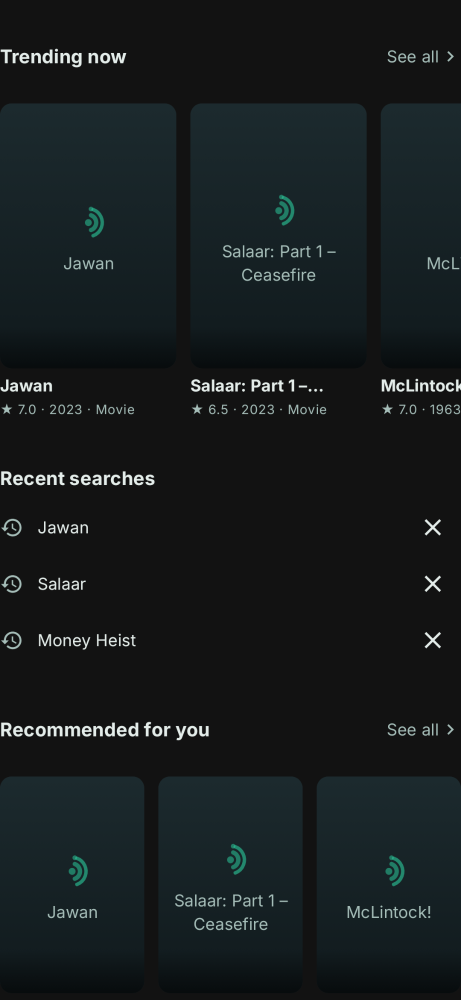 Trending now
See all
Jawan
Salaar: Part 1 –
Ceasefire
McL
Jawan
★ 7.0 · 2023 · Movie
Salaar: Part 1 –…
★ 6.5 · 2023 · Movie
McLintock
★ 7.0 · 1963
Recent searches
Jawan
Salaar
Money Heist
Recommended for you
See all
Jawan
Salaar: Part 1 –
Ceasefire
McLintock!